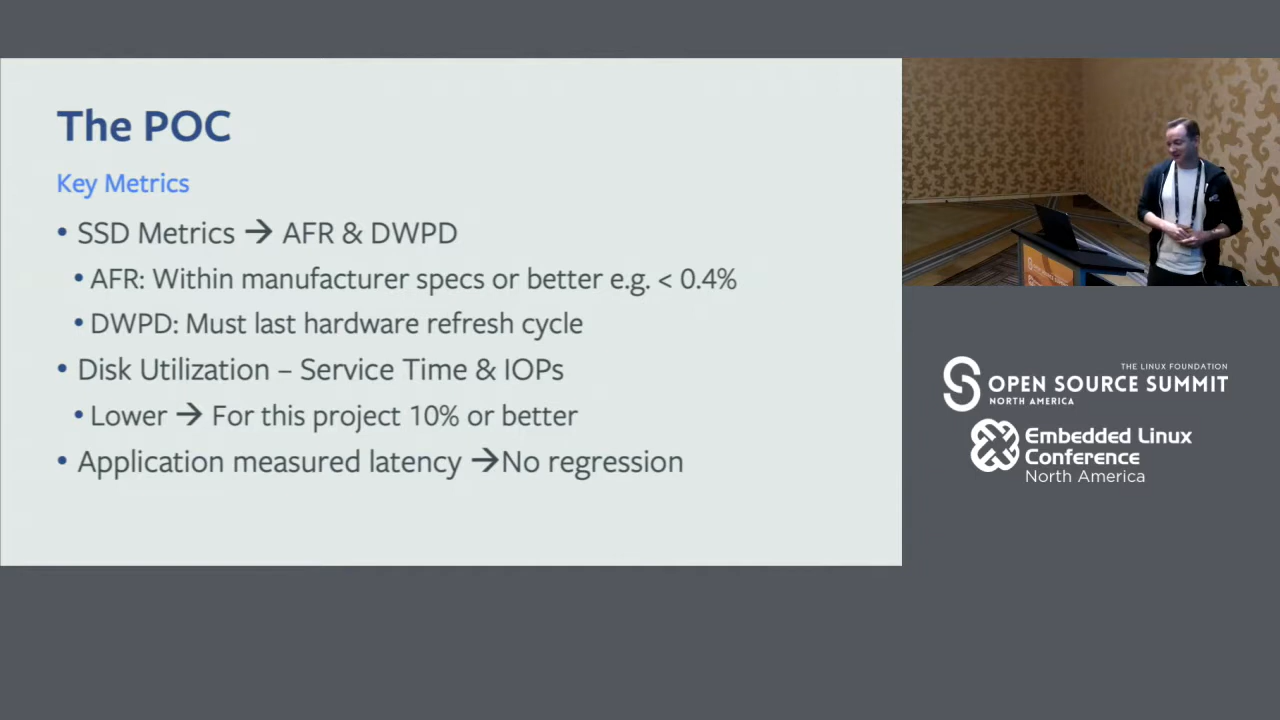 The POC
Key Metrics
• SSD Metrics → AFR & DWPD
• AFR: Within manufacturer specs or better e.g. < 0.4%
• DWPD: Must last hardware refresh cycle
• Disk Utilization – Service Time & IOPs
• Lower → For this project 10% or better
• Application measured latency →No regression
THE LINUX FOUNDATION
OPEN SOURCE SUMMIT
NORTH AMERICA
Embedded Linux
Conference
North America